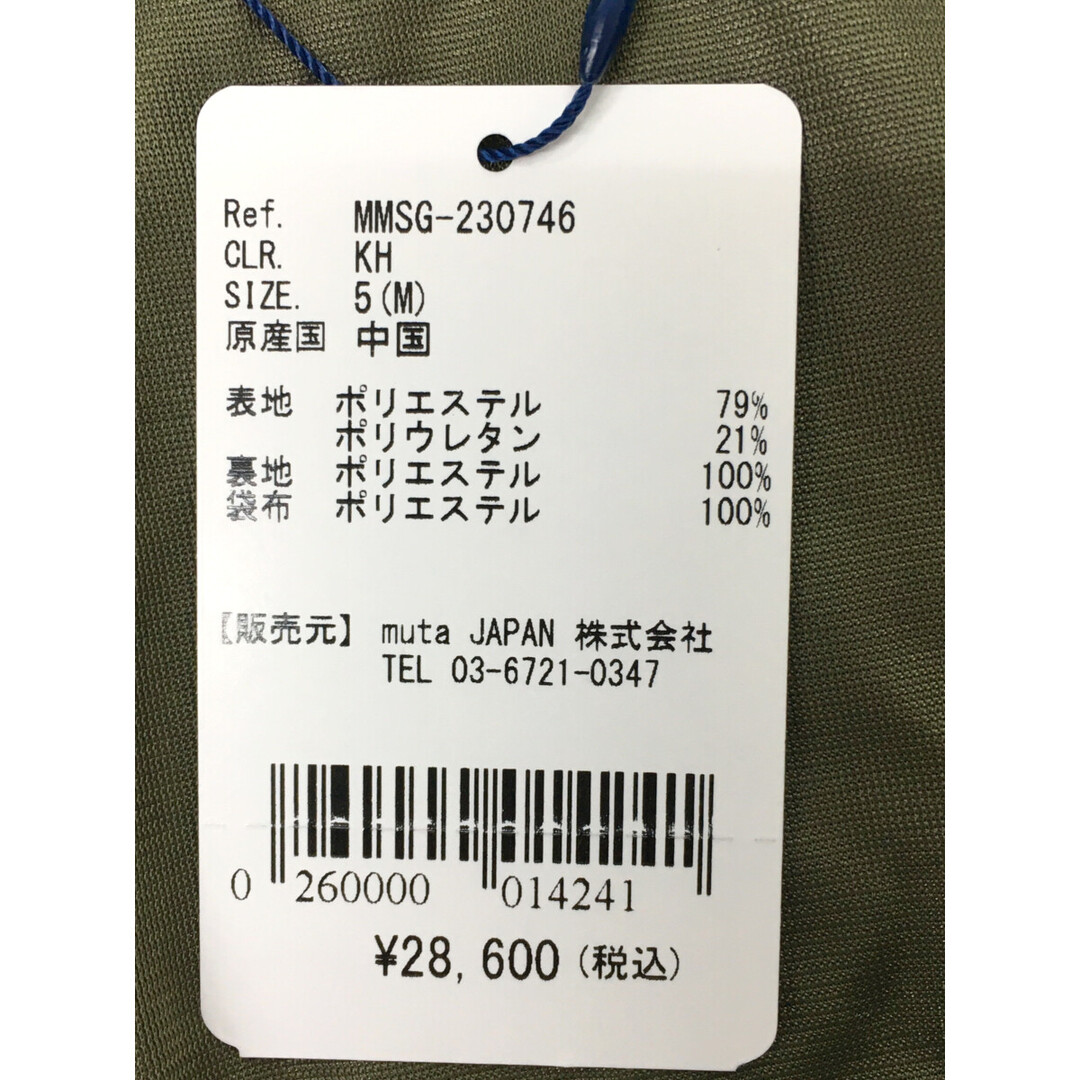 Ref. MMSG-230746
CLR. KH
SIZE. 5(M)
原産国 中国
表地 ポリエステル 79%
ポリウレタン 21%
裏地 ポリエステル 100%
袋布 ポリエステル 100%
【販売元】 muta JAPAN 株式会社
TEL 03-6721-0347
0 260000 014241
¥28,600(税込)